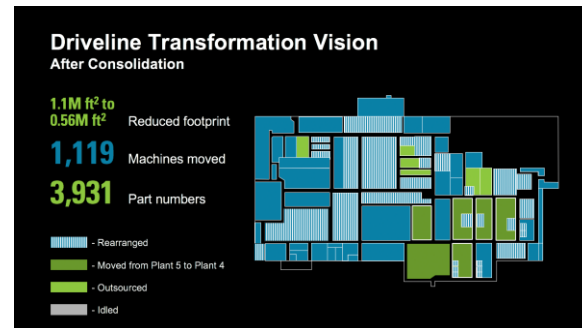 Driveline Transformation Vision
After Consolidation
1.1M ft² to
0.56M ft² Reduced footprint
1,119 Machines moved
3,931 Part numbers
- Rearranged
- Moved from Plant 5 to Plant 4
- Outsourced
- Idled